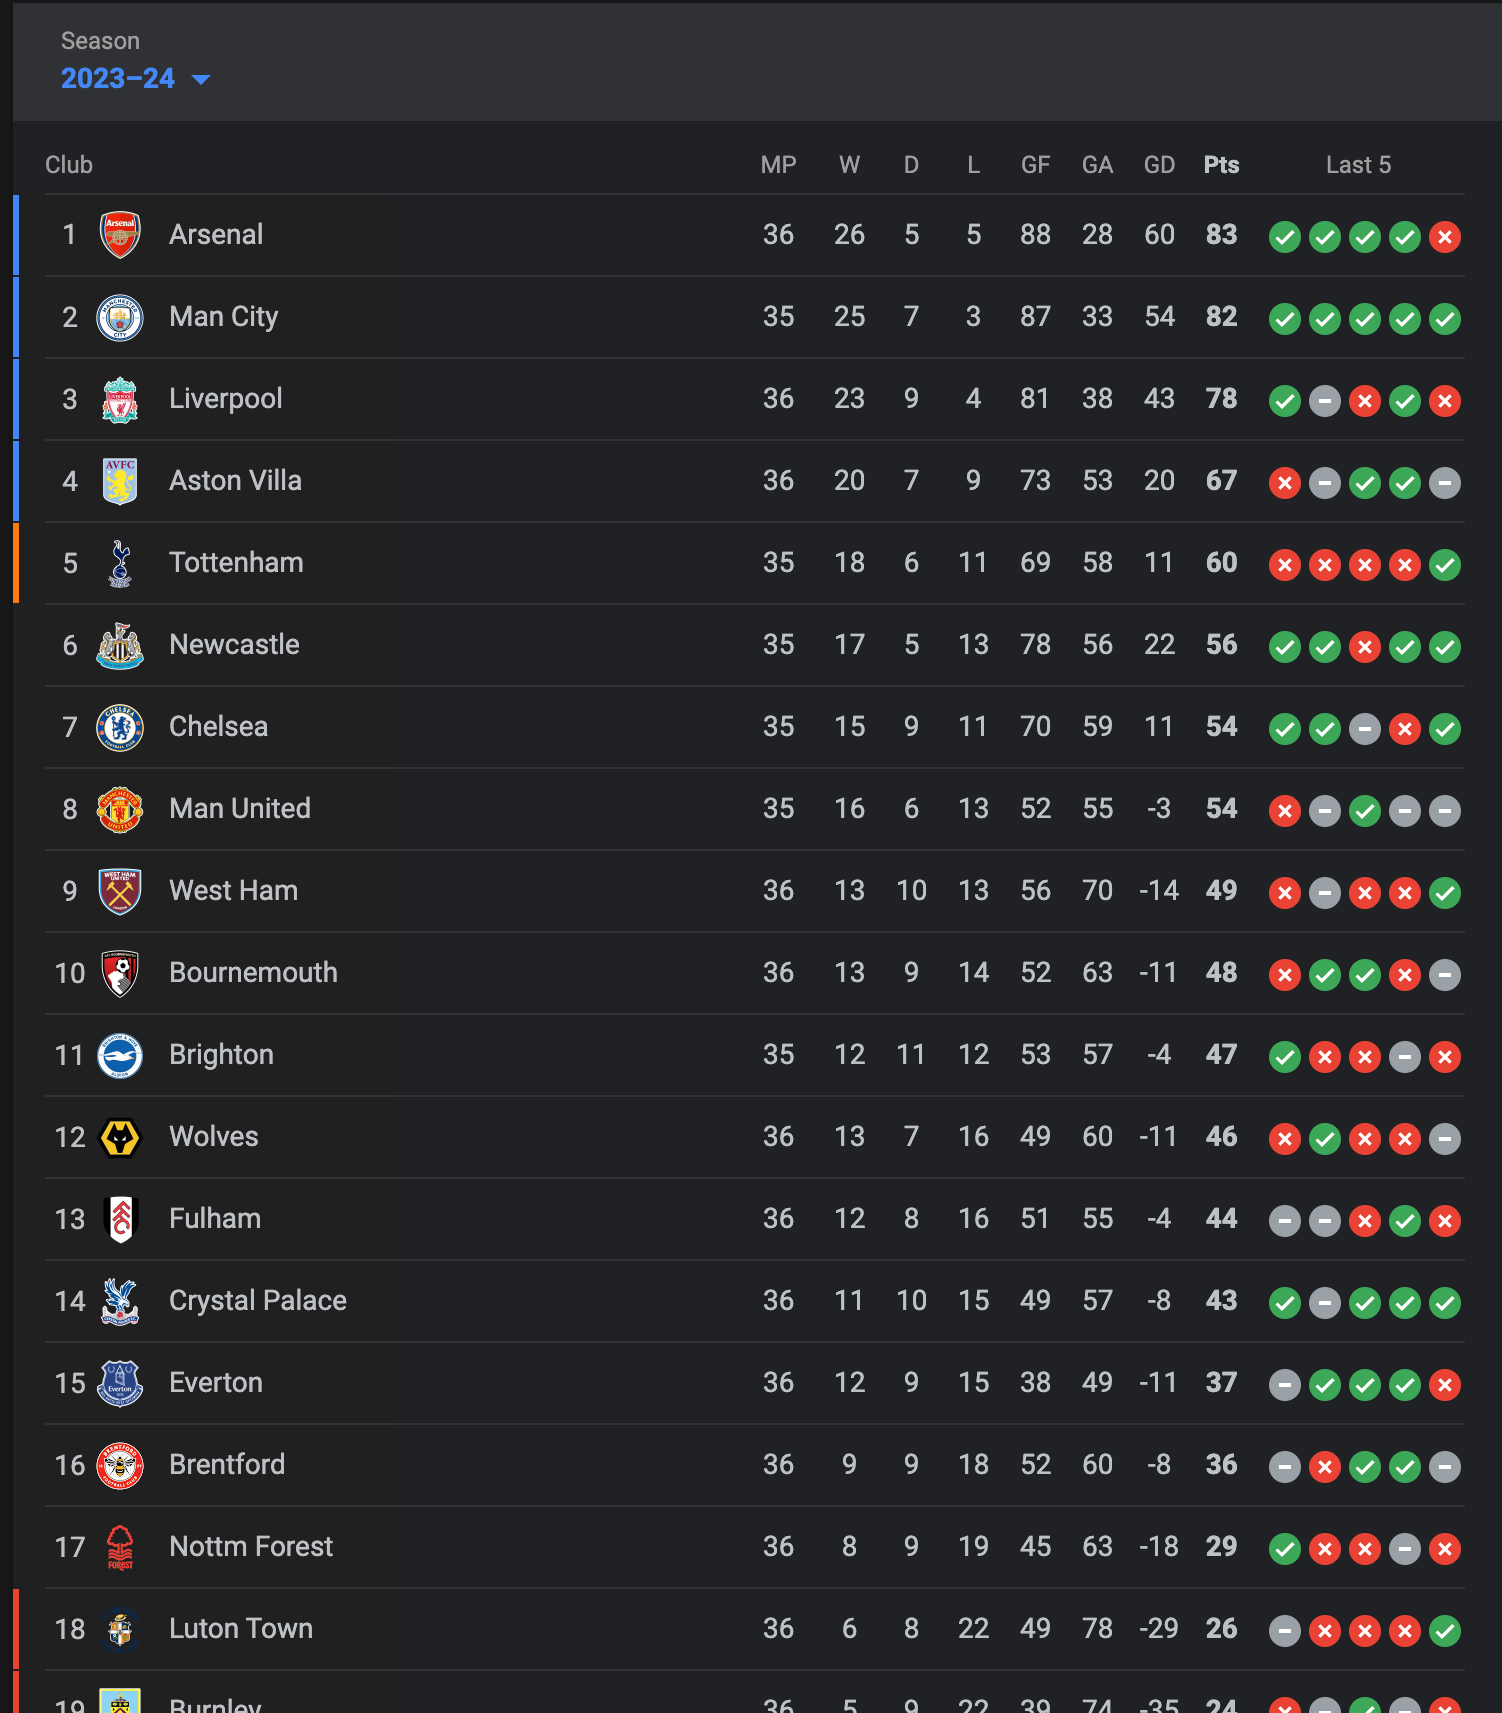 Season
2023–24
Club MP W D L GF GA GD Pts Last 5
1 Arsenal 36 26 5 5 88 28 60 83
2 Man City 35 25 7 3 87 33 54 82
3 Liverpool 36 23 9 4 81 38 43 78
4 AVFC Aston Villa 36 20 7 9 73 53 20 67
5 Tottenham 35 18 6 11 69 58 11 60
6 Newcastle 35 17 5 13 78 56 22 56
7 Chelsea 35 15 9 11 70 59 11 54
8 Man United 35 16 6 13 52 55 -3 54
9 West Ham 36 13 10 13 56 70 -14 49
10 Bournemouth 36 13 9 14 52 63 -11 48
11 Brighton 35 12 11 12 53 57 -4 47
12 Wolves 36 13 7 16 49 60 -11 46
13 Fulham 36 12 8 16 51 55 -4 44
14 Crystal Palace 36 11 10 15 49 57 -8 43
15 Everton 36 12 9 15 38 49 -11 37
16 Brentford 36 9 9 18 52 60 -8 36
17 Nottm Forest 36 8 9 19 45 63 -18 29
18 Luton Town 36 6 8 22 49 78 -29 26
19 Burnley 36 5 9 22 39 74 -35 24